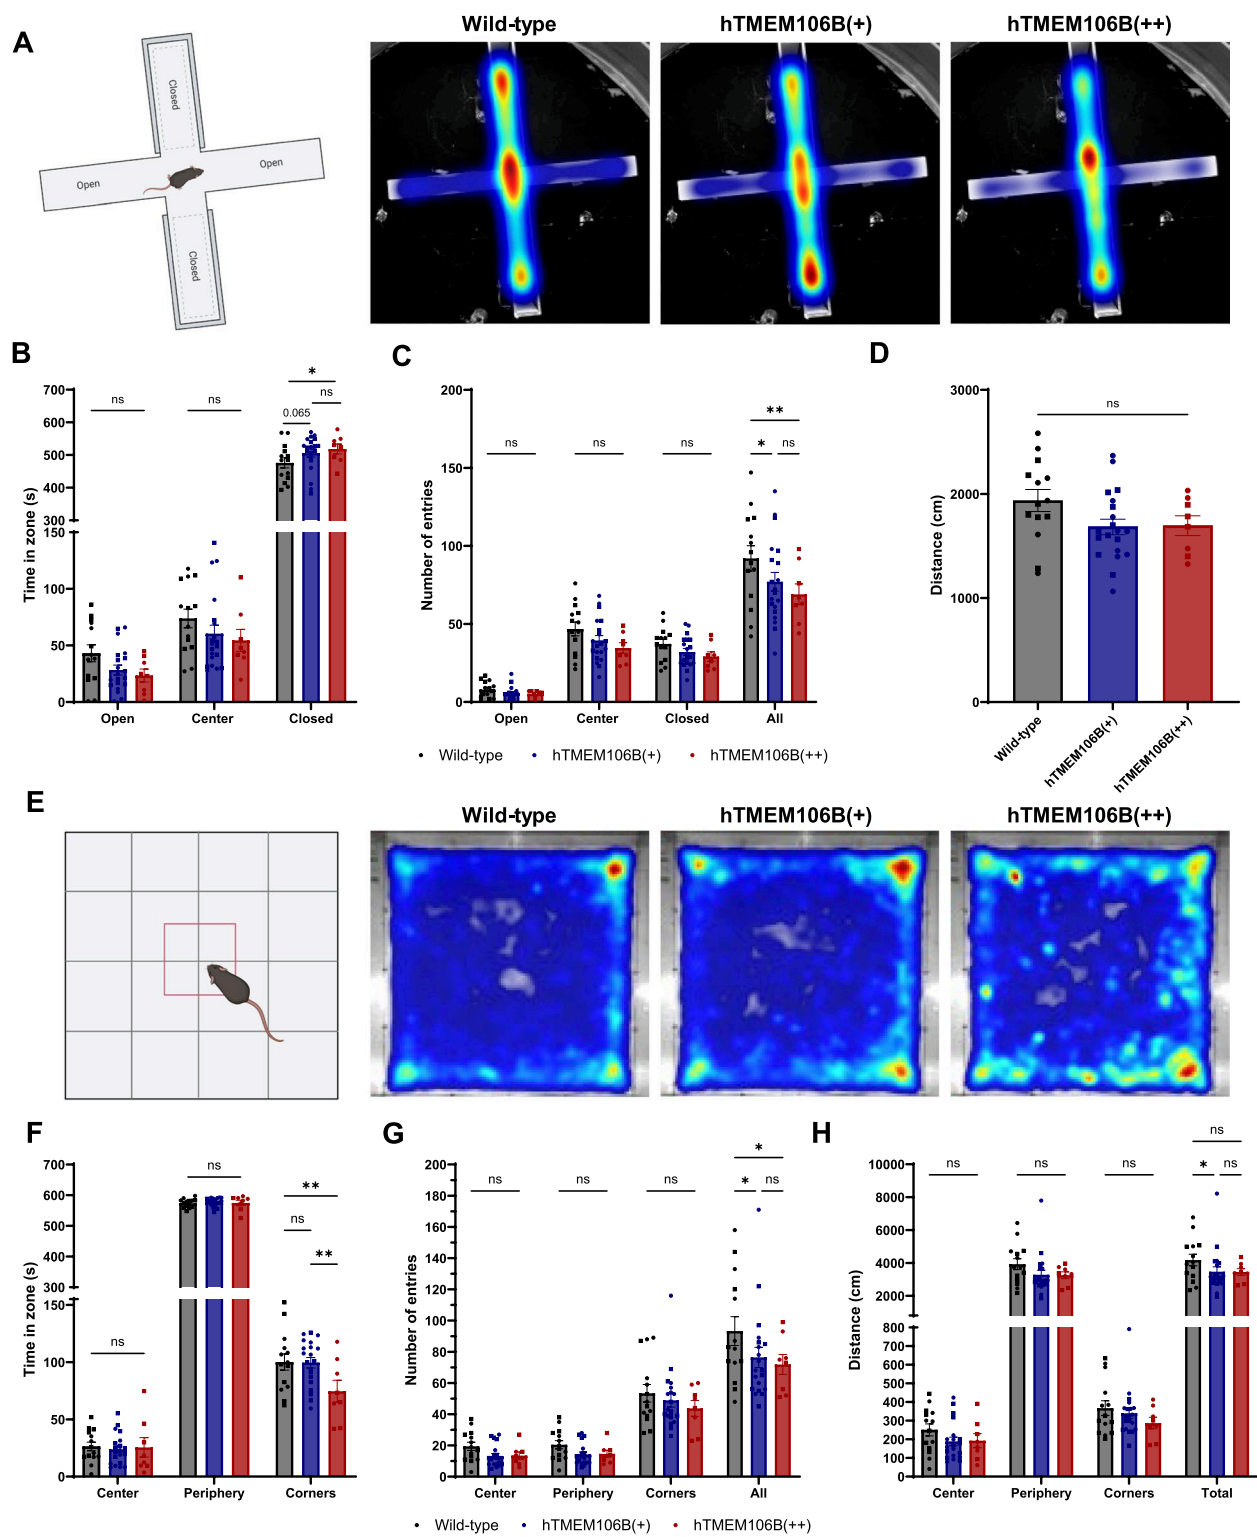 A
Wild-type
hTMEM106B(+)
hTMEM106B(++)
Closed
Open
Open
Closed
B
C
D
Time in zone (s)
700
600
500
400
300
150
100
50
0
ns
ns
*
ns
0.065
Open
Center
Closed
Number of entries
200
150
100
50
0
ns
ns
ns
**
*
ns
Open
Center
Closed
All
Distance (cm)
3000
2000
1000
0
ns
Wild-type
hTMEM106B(+)
hTMEM106B(++)
Wild-type
hTMEM106B(+)
hTMEM106B(++)
E
Wild-type
hTMEM106B(+)
hTMEM106B(++)
F
G
H
Time in zone (s)
700
600
500
400
300
150
100
50
0
ns
ns
**
ns
**
Center
Periphery
Corners
Number of entries
200
180
160
140
120
100
80
60
40
20
0
ns
ns
ns
*
*
ns
Center
Periphery
Corners
All
Distance (cm)
10000
8000
6000
4000
2000
800
700
600
500
400
300
200
100
0
ns
ns
ns
ns
*
ns
Center
Periphery
Corners
Total
Wild-type
hTMEM106B(+)
hTMEM106B(++)